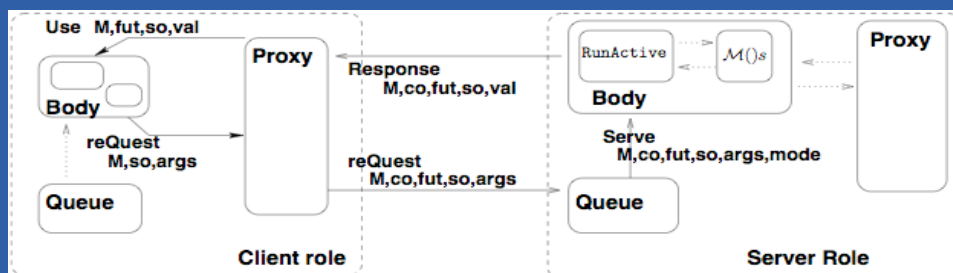 Use M,fut,so,val
Proxy
Body
reQuest
M,so,args
Queue
Client role
Response
M,co,fut,so,val
reQuest
M,co,fut,so,args
RunActive
M()s
Body
Serve
M,co,fut,so,args,mode
Queue
Proxy
Server Role